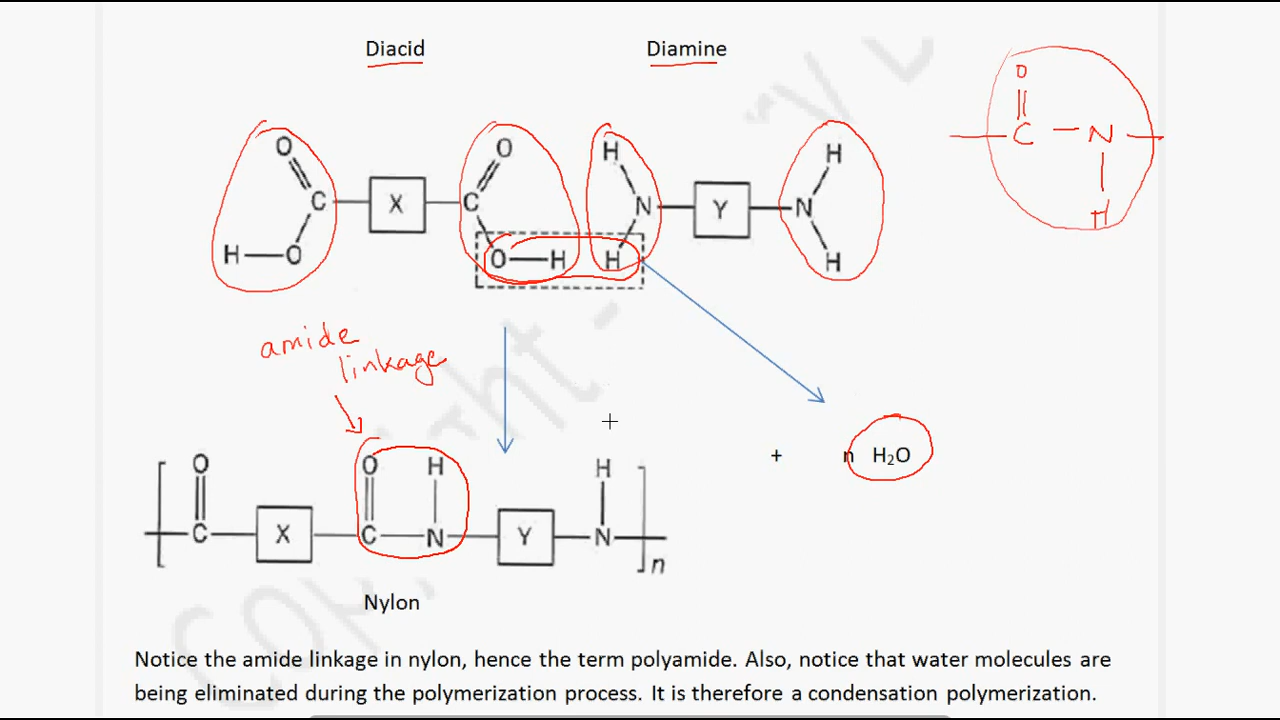 Diacid Diamine
O
C — N
H
O O H H
C X C N Y N
H—O O—H H H
amide
linkage
+ n H₂O
O O H H
C X C N Y N
n
Nylon
Notice the amide linkage in nylon, hence the term polyamide. Also, notice that water molecules are
being eliminated during the polymerization process. It is therefore a condensation polymerization.